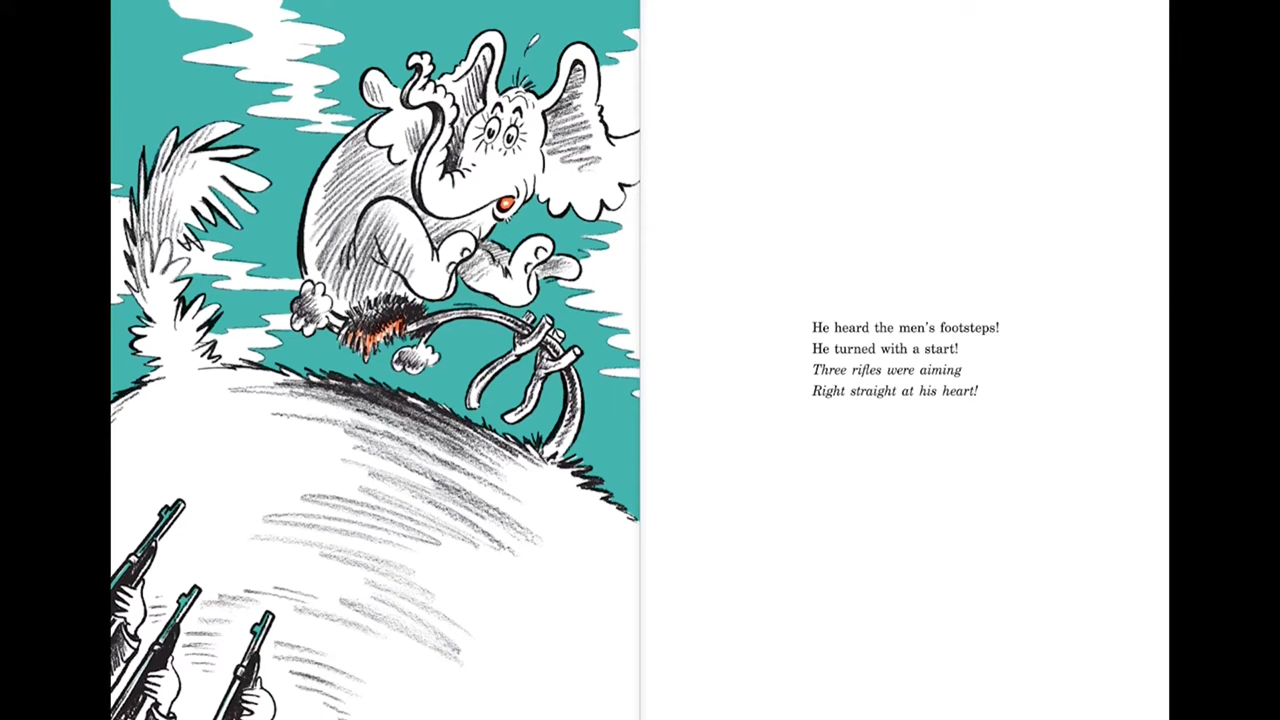 He heard the men's footsteps!
He turned with a start!
Three rifles were aiming
Right straight at his heart!